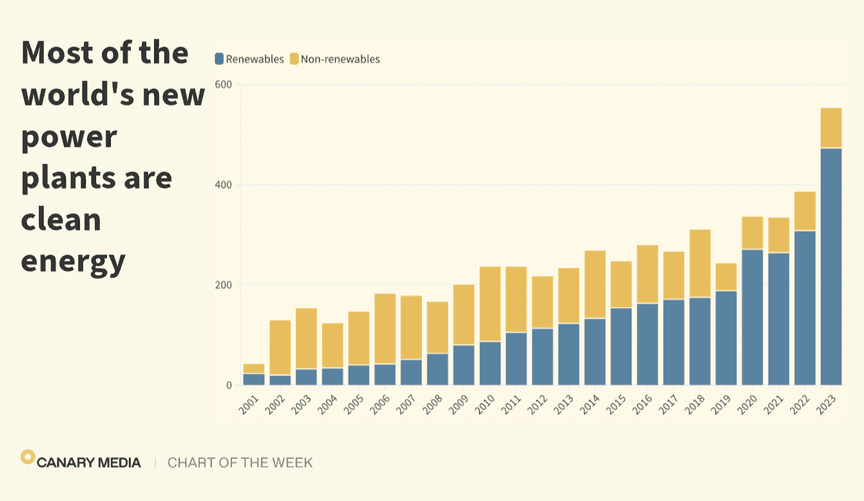 Most of the
world's new
power
plants are
clean
energy
Renewables Non-renewables
600
400
200
0
2001 2002 2003 2004 2005 2006 2007 2008 2009 2010 2011 2012 2013 2014 2015 2016 2017 2018 2019 2020 2021 2022 2023
CANARY MEDIA | CHART OF THE WEEK